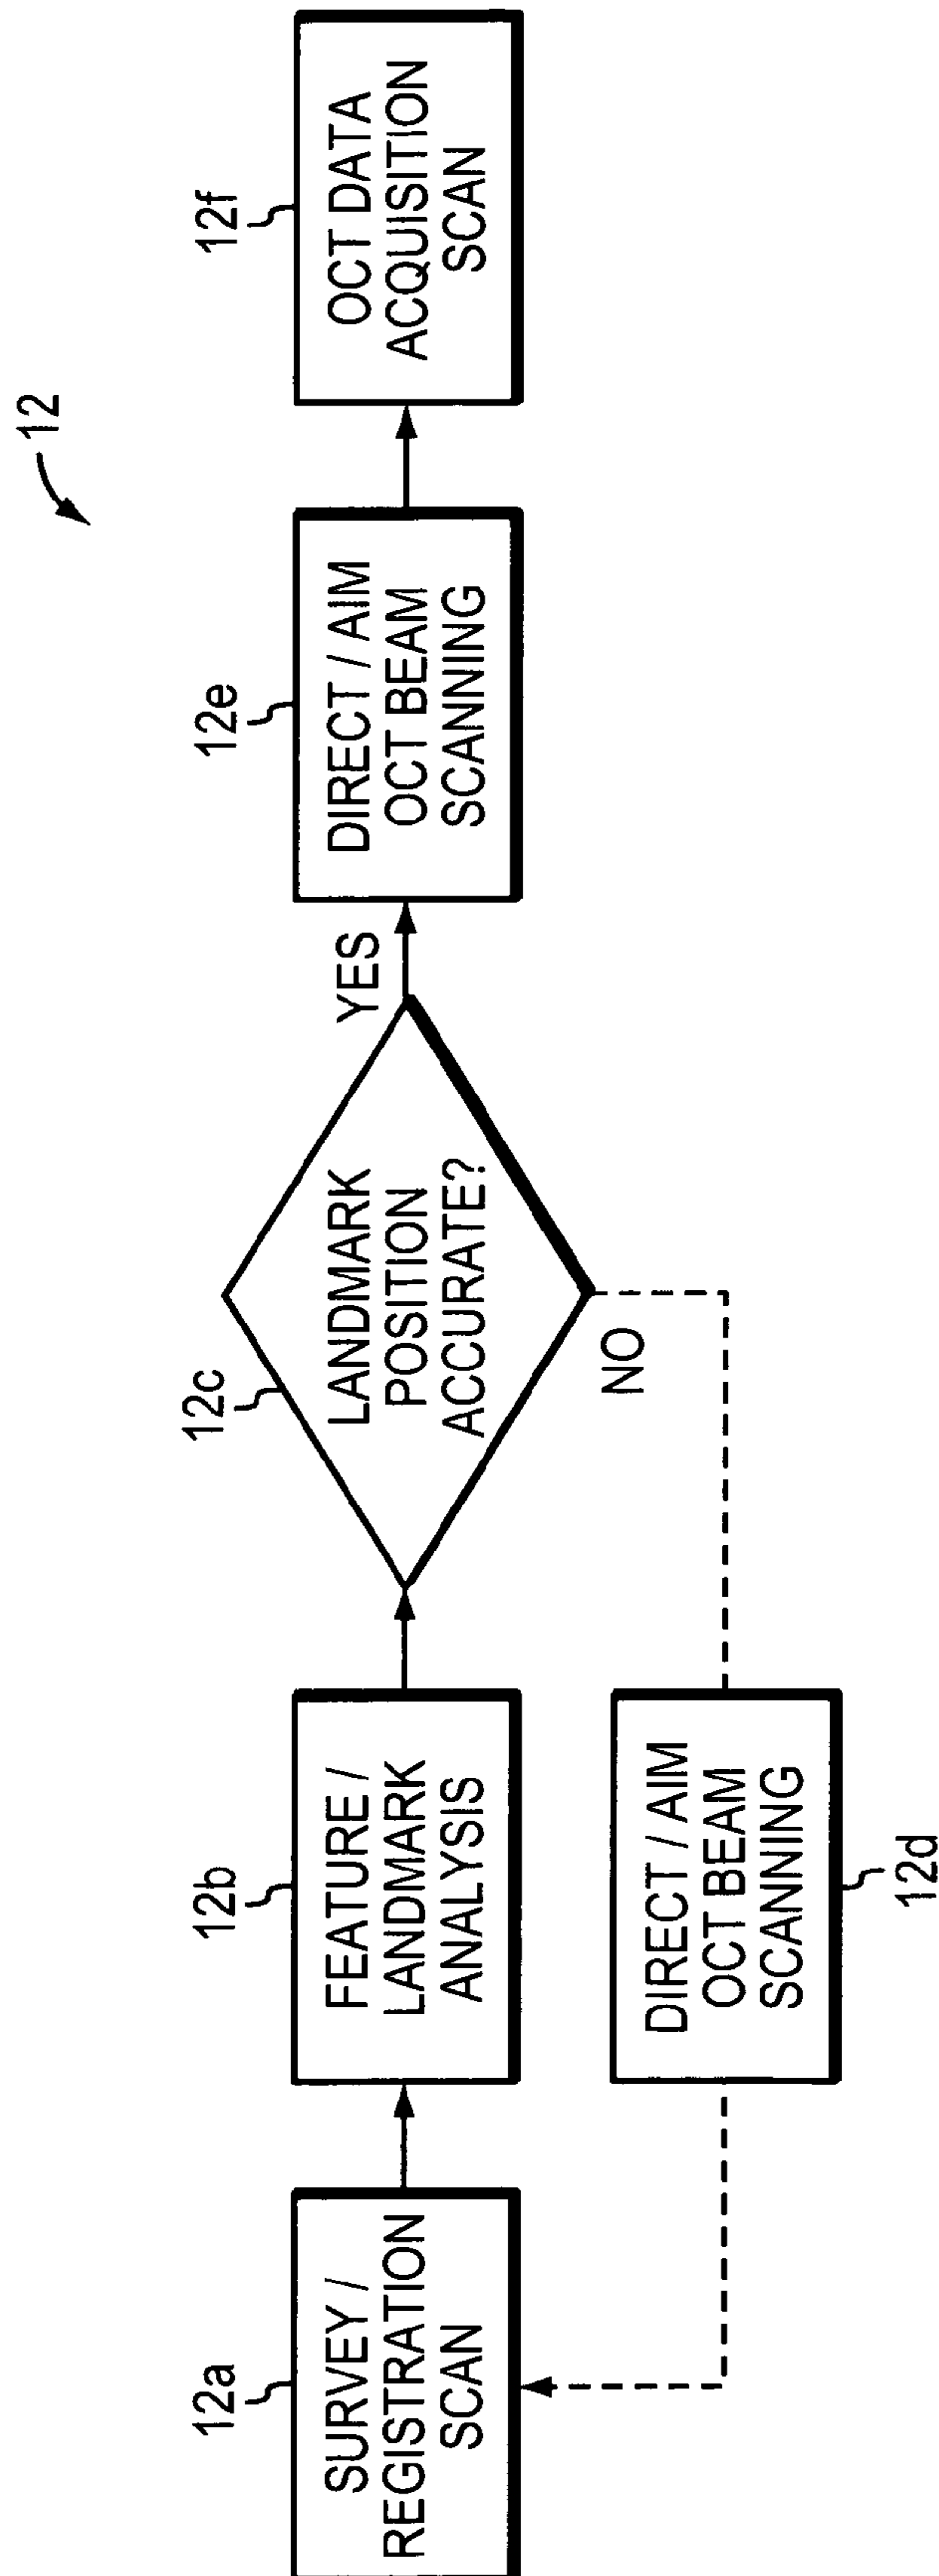 12
12a
SURVEY /
REGISTRATION
SCAN
12b
FEATURE /
LANDMARK
ANALYSIS
12c
LANDMARK
POSITION
ACCURATE?
YES
NO
12d
DIRECT / AIM
OCT BEAM
SCANNING
12e
DIRECT / AIM
OCT BEAM
SCANNING
12f
OCT DATA
ACQUISITION
SCAN